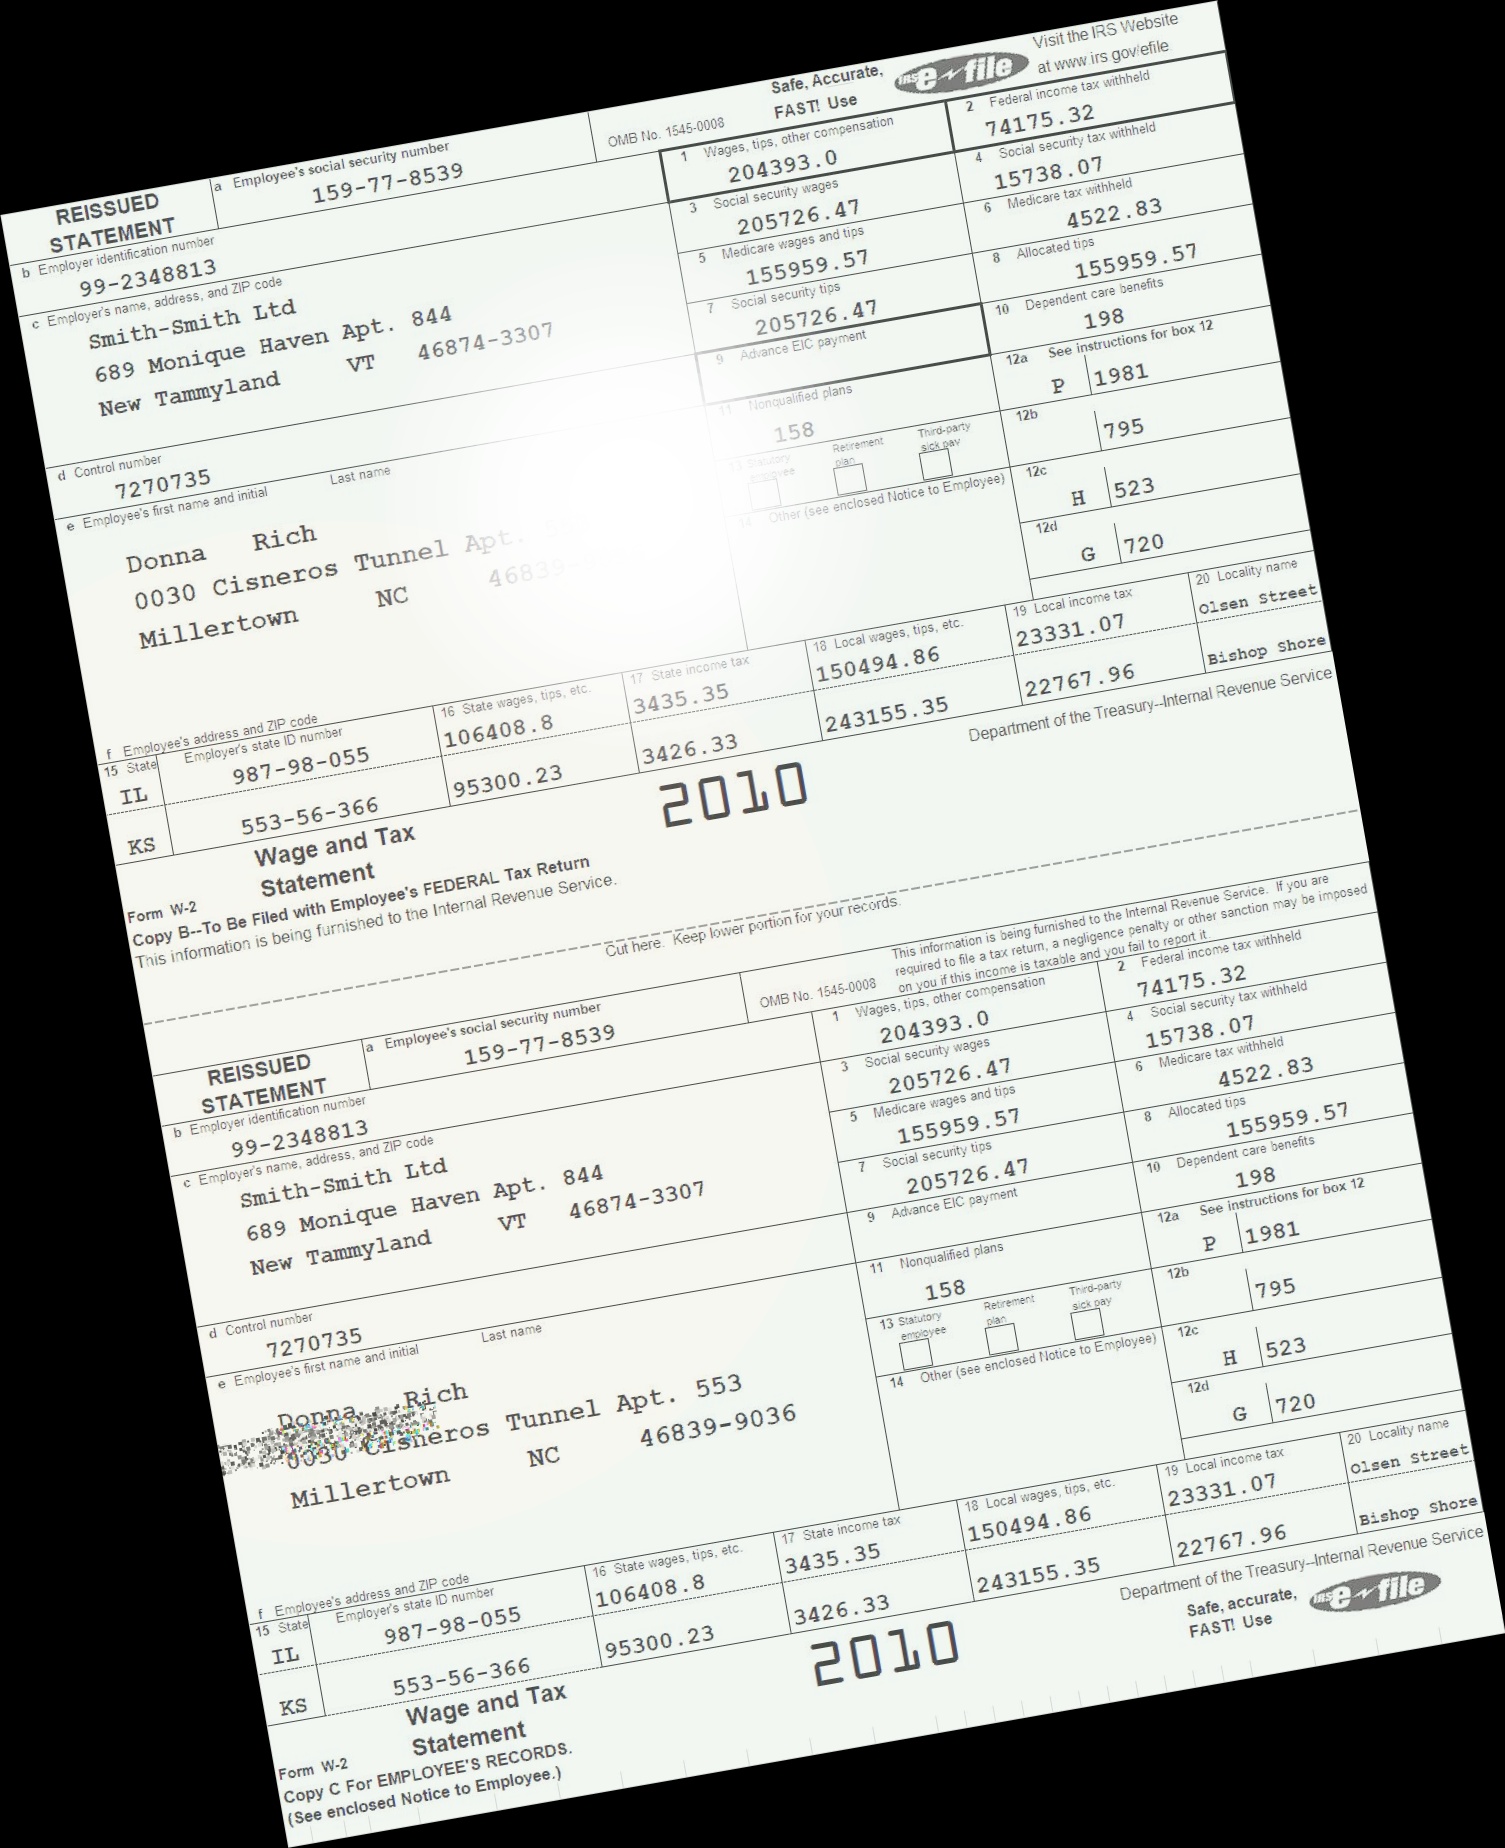 Safe, Accurate, FAST! Use IRS e-file Visit the IRS Website at www.irs.gov/efile
REISSUED STATEMENT
a Employee's social security number
159-77-8539
OMB No. 1545-0008
1 Wages, tips, other compensation
204393.0
2 Federal income tax withheld
74175.32
3 Social security wages
205726.47
4 Social security tax withheld
15738.07
b Employer identification number
99-2348813
5 Medicare wages and tips
155959.57
6 Medicare tax withheld
4522.83
c Employer's name, address, and ZIP code
Smith-Smith Ltd
689 Monique Haven Apt. 844
New Tammyland VT 46874-3307
7 Social security tips
205726.47
8 Allocated tips
155959.57
9 Advance EIC payment
10 Dependent care benefits
198
11 Nonqualified plans
158
12a See instructions for box 12
P 1981
12b
795
12c
H 523
12d
G 720
13 Statutory employee
Retirement plan
Third-party sick pay
14 Other (see enclosed Notice to Employee)
d Control number
7270735
e Employee's first name and initial
Last name
Donna Rich
0030 Cisneros Tunnel Apt.
Millertown NC 46839-
f Employee's address and ZIP code
15 State
Employer's state ID number
16 State wages, tips, etc.
17 State income tax
18 Local wages, tips, etc.
19 Local income tax
20 Locality name
IL 987-98-055 106408.8 3435.35 150494.86 23331.07 Olsen Street
KS 553-56-366 95300.23 3426.33 243155.35 22767.96 Bishop Shore
Form W-2
Wage and Tax Statement
2010
Department of the Treasury--Internal Revenue Service
Copy B--To Be Filed with Employee's FEDERAL Tax Return
This information is being furnished to the Internal Revenue Service.
Cut here. Keep lower portion for your records.
This information is being furnished to the Internal Revenue Service. If you are
required to file a tax return, a negligence penalty or other sanction may be imposed
on you if this income is taxable and you fail to report it.
REISSUED STATEMENT
a Employee's social security number
159-77-8539
OMB No. 1545-0008
1 Wages, tips, other compensation
204393.0
2 Federal income tax withheld
74175.32
3 Social security wages
205726.47
4 Social security tax withheld
15738.07
b Employer identification number
99-2348813
5 Medicare wages and tips
155959.57
6 Medicare tax withheld
4522.83
c Employer's name, address, and ZIP code
Smith-Smith Ltd
689 Monique Haven Apt. 844
New Tammyland VT 46874-3307
7 Social security tips
205726.47
8 Allocated tips
155959.57
9 Advance EIC payment
10 Dependent care benefits
198
11 Nonqualified plans
158
12a See instructions for box 12
P 1981
12b
795
12c
H 523
12d
G 720
13 Statutory employee
Retirement plan
Third-party sick pay
14 Other (see enclosed Notice to Employee)
d Control number
7270735
e Employee's first name and initial
Last name
Donna Rich
0030 Cisneros Tunnel Apt. 553
Millertown NC 46839-9036
f Employee's address and ZIP code
15 State
Employer's state ID number
16 State wages, tips, etc.
17 State income tax
18 Local wages, tips, etc.
19 Local income tax
20 Locality name
IL 987-98-055 106408.8 3435.35 150494.86 23331.07 Olsen Street
KS 553-56-366 95300.23 3426.33 243155.35 22767.96 Bishop Shore
Form W-2
Wage and Tax Statement
2010
Department of the Treasury--Internal Revenue Service
Safe, accurate, FAST! Use IRS e-file
Copy C For EMPLOYEE'S RECORDS.
(See enclosed Notice to Employee.)